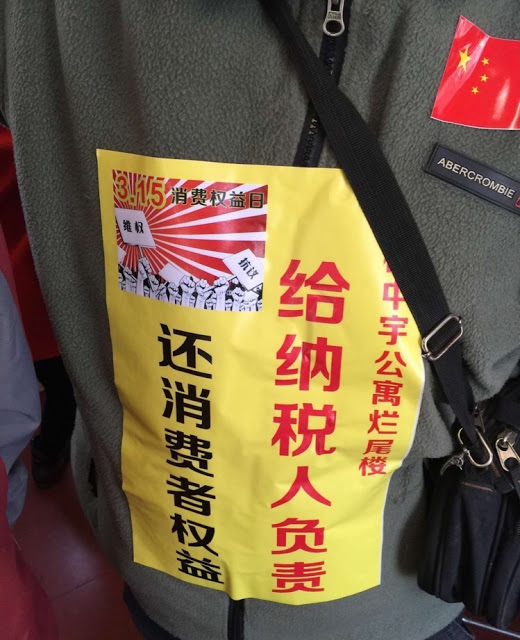 3.15 消费权益日
维权
抗议
中宇公寓烂尾楼
给纳税人负责
还消费者权益
ABERCROMBIE